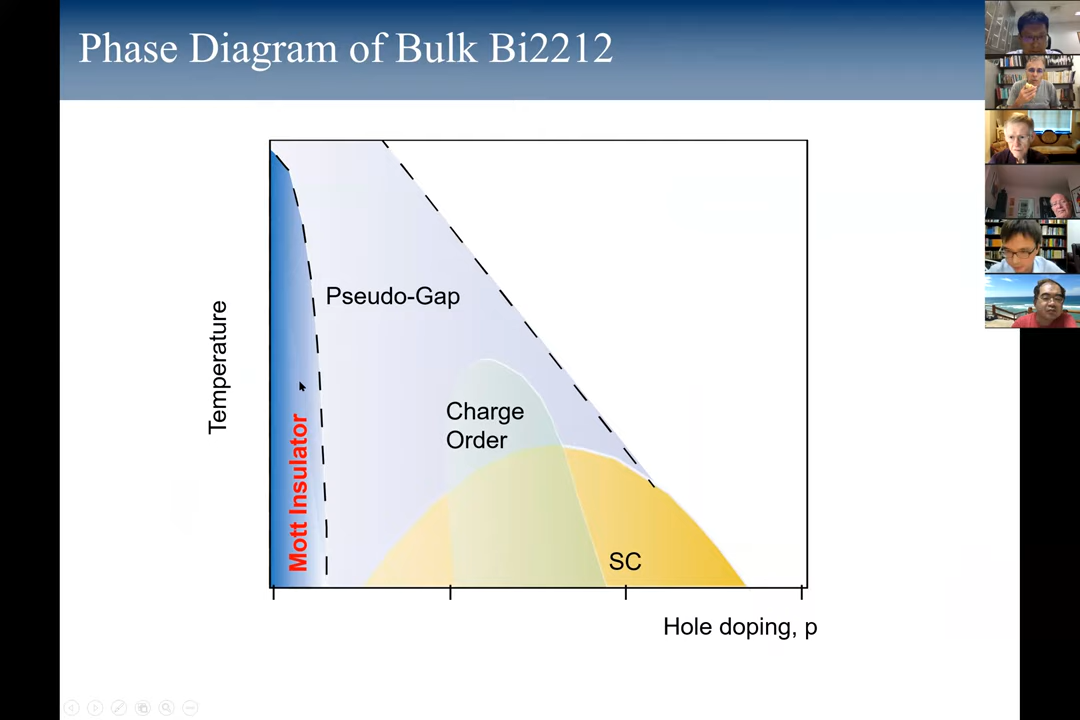 Phase Diagram of Bulk Bi2212
Pseudo-Gap
Temperature
Charge
Order
Mott Insulator
SC
Hole doping, p